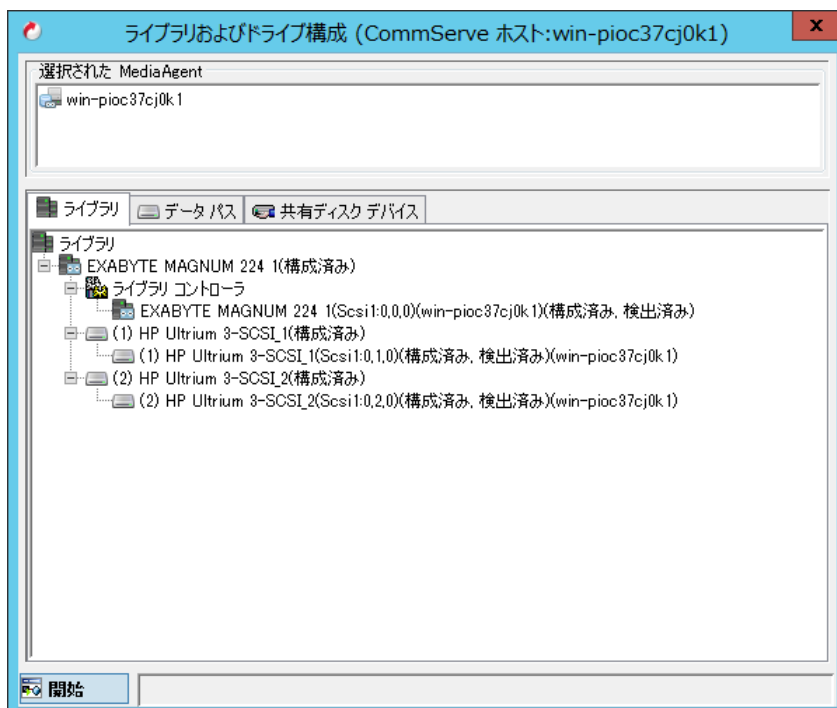 ライブラリおよびドライブ構成 (CommServe ホスト:win-pioc37cj0k1)
x
選択された MediaAgent
win-pioc37cj0k1
ライブラリ データ パス 共有ディスク デバイス
ライブラリ
EXABYTE MAGNUM 224 1(構成済み)
ライブラリ コントローラ
EXABYTE MAGNUM 224 1(Scsi1:0,0,0)(win-pioc37cj0k1)(構成済み, 検出済み)
(1) HP Ultrium 3-SCSI_1(構成済み)
(1) HP Ultrium 3-SCSI_1(Scsi1:0,1,0)(構成済み, 検出済み)(win-pioc37cj0k1)
(2) HP Ultrium 3-SCSI_2(構成済み)
(2) HP Ultrium 3-SCSI_2(Scsi1:0,2,0)(構成済み, 検出済み)(win-pioc37cj0k1)
開始